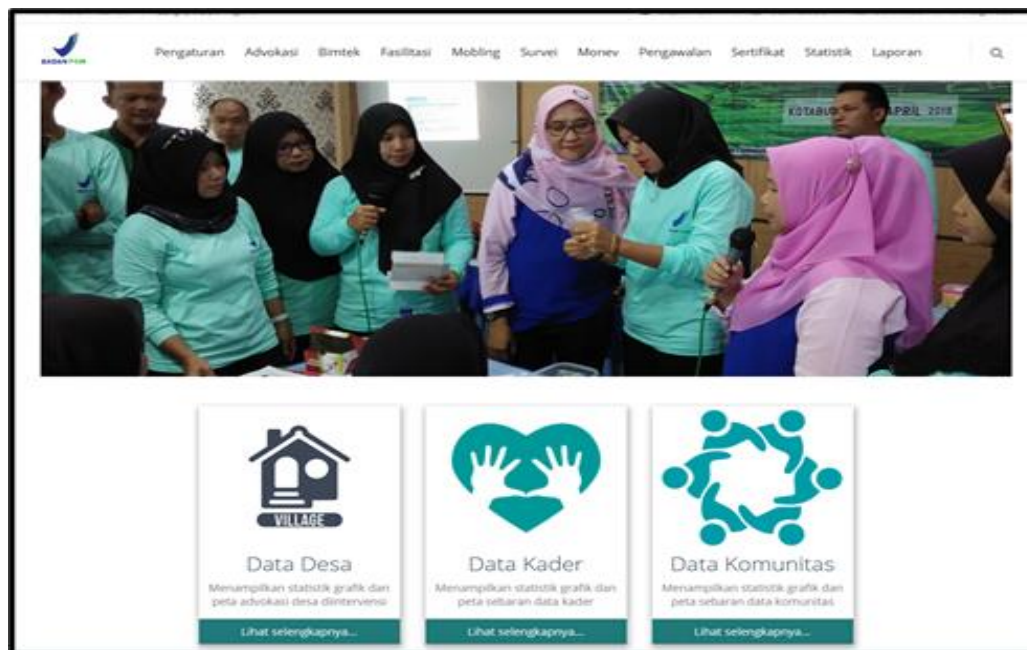 BADAN POM
Pengaturan Advokasi Bimtek Fasilitasi Mobling Survei Monev Pengawalan Sertifikat Statistik Laporan
KOTABU APRIL 2018
VILLAGE
Data Desa
Menampilkan statistik grafik dan
peta advokasi desa diintervensi
Lihat selengkapnya...
Data Kader
Menampilkan statistik grafik dan
peta sebaran data kader
Lihat selengkapnya...
Data Komunitas
Menampilkan statistik grafik dan
peta sebaran data komunitas
Lihat selengkapnya...